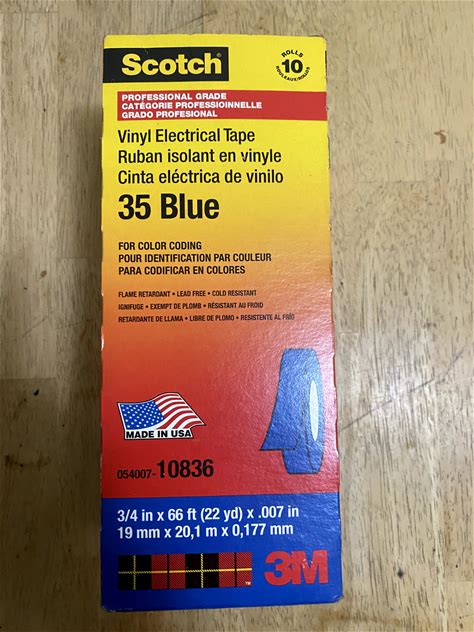 Scotch
ROLLS
10
ROULEAUX/ROLLOS
PROFESSIONAL GRADE
CATÉGORIE PROFESSIOINNELLE
GRADO PROFESIONAL
Vinyl Electrical Tape
Ruban isolant en vinyle
Cinta eléctrica de vinilo
35 Blue
FOR COLOR CODING
POUR IDENTIFICATION PAR COULEUR
PARA CODIFICAR EN COLORES
FLAME RETARDANT • LEAD FREE • COLD RESISTANT
IGNIFUGE • EXEMPT DE PLOMB • RÉSISTANT AU FROID
RETARDANTE DE LLAMA • LIBRE DE PLOMO • RESISTENTE AL FRÍO
MADE IN USA
054007-10836
3/4 in x 66 ft (22 yd) x .007 in
19 mm x 20,1 m x 0,177 mm
TM
3M